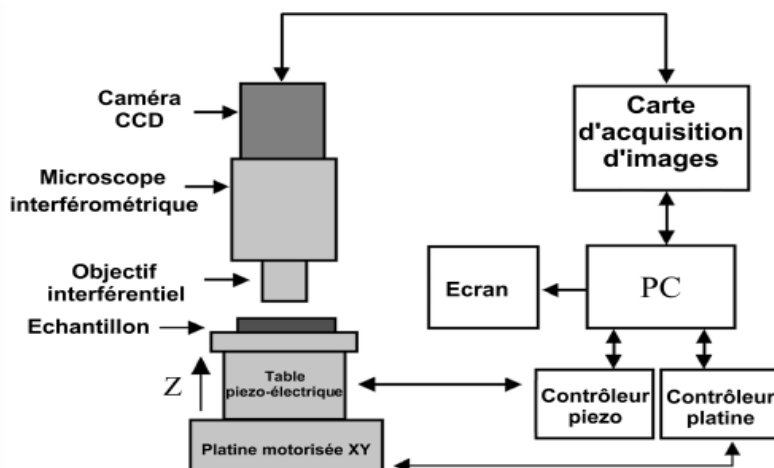 Caméra
CCD
Carte
d'acquisition
d'images
Microscope
interférométrique
Objectif
interférentiel
Ecran
PC
Echantillon
Z
Table
piezo-électrique
Contrôleur
piezo
Contrôleur
platine
Platine motorisée XY